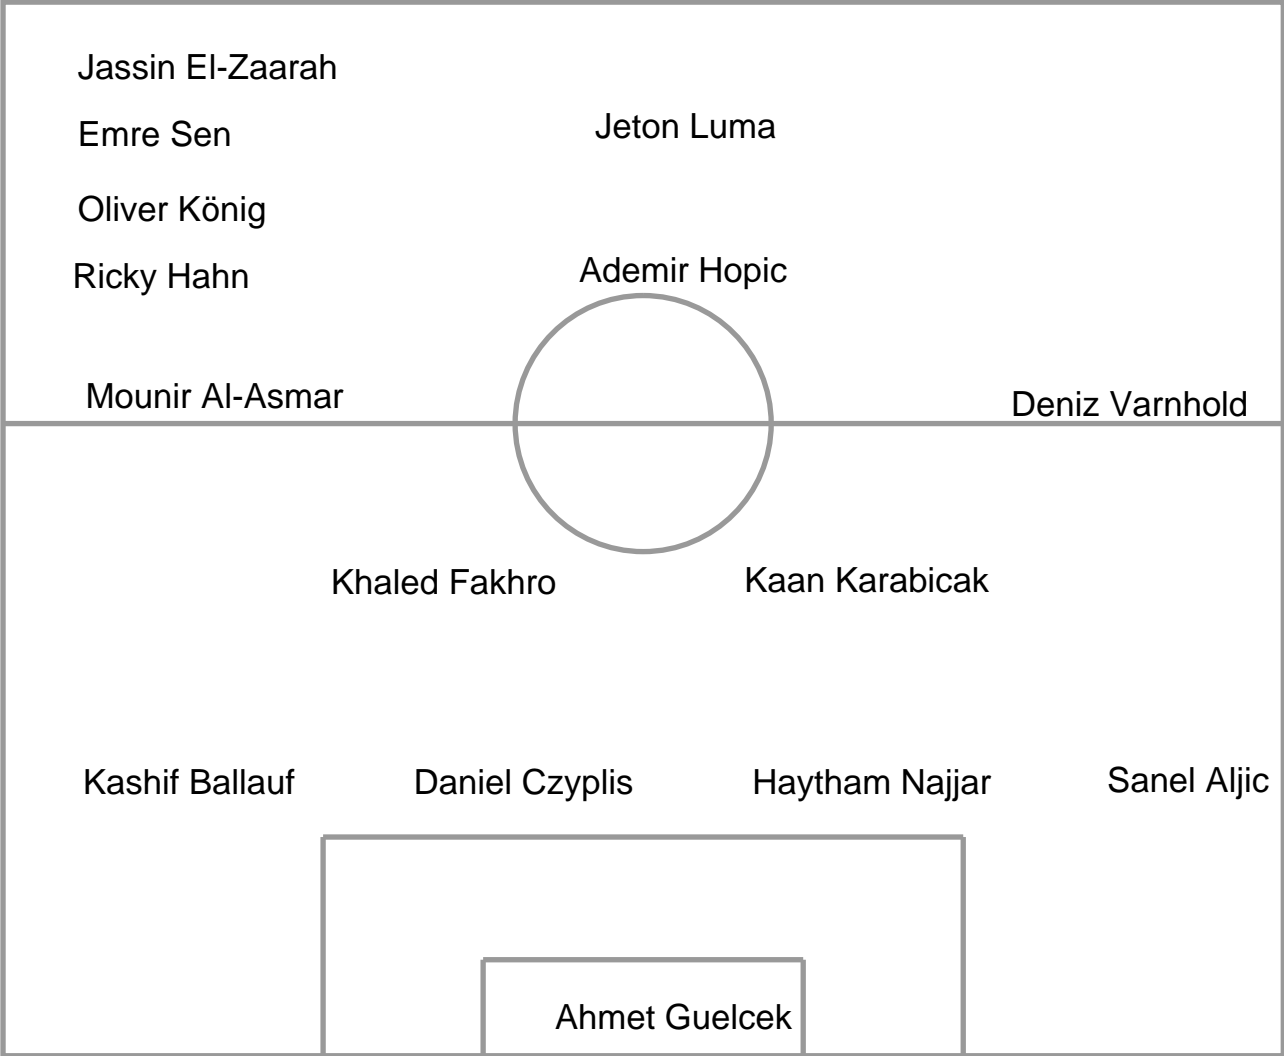 Jassin El-Zaarah
Emre Sen
Jeton Luma
Oliver König
Ricky Hahn
Ademir Hopic
Mounir Al-Asmar
Deniz Varnhold
Khaled Fakhro
Kaan Karabicak
Kashif Ballauf
Daniel Czyplis
Haytham Najjar
Sanel Aljic
Ahmet Guelcek